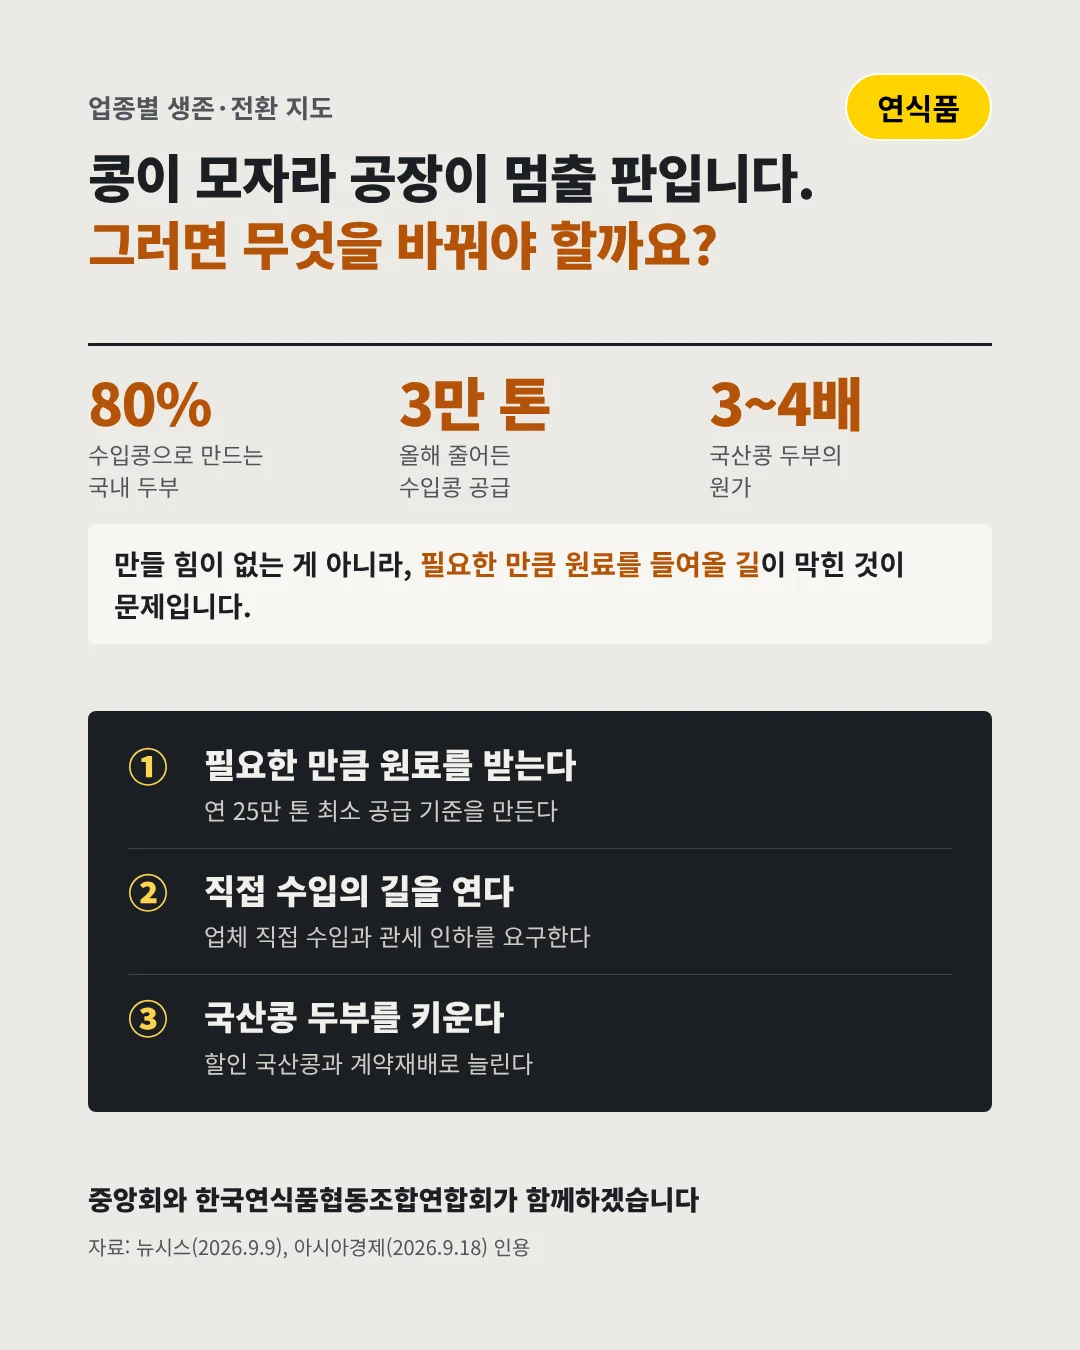 업종별 생존·전환 지도
연식품
콩이 모자라 공장이 멈출 판입니다.
그러면 무엇을 바꿔야 할까요?
80%
수입콩으로 만드는
국내 두부
3만 톤
올해 줄어든
수입콩 공급
3~4배
국산콩 두부의
원가
만들 힘이 없는 게 아니라, 필요한 만큼 원료를 들여올 길이 막힌 것이
문제입니다.
① 필요한 만큼 원료를 받는다
연 25만 톤 최소 공급 기준을 만든다
② 직접 수입의 길을 연다
업체 직접 수입과 관세 인하를 요구한다
③ 국산콩 두부를 키운다
할인 국산콩과 계약재배로 늘린다
중앙회와 한국연식품협동조합연합회가 함께하겠습니다
자료: 뉴시스(2026.9.9), 아시아경제(2026.9.18) 인용